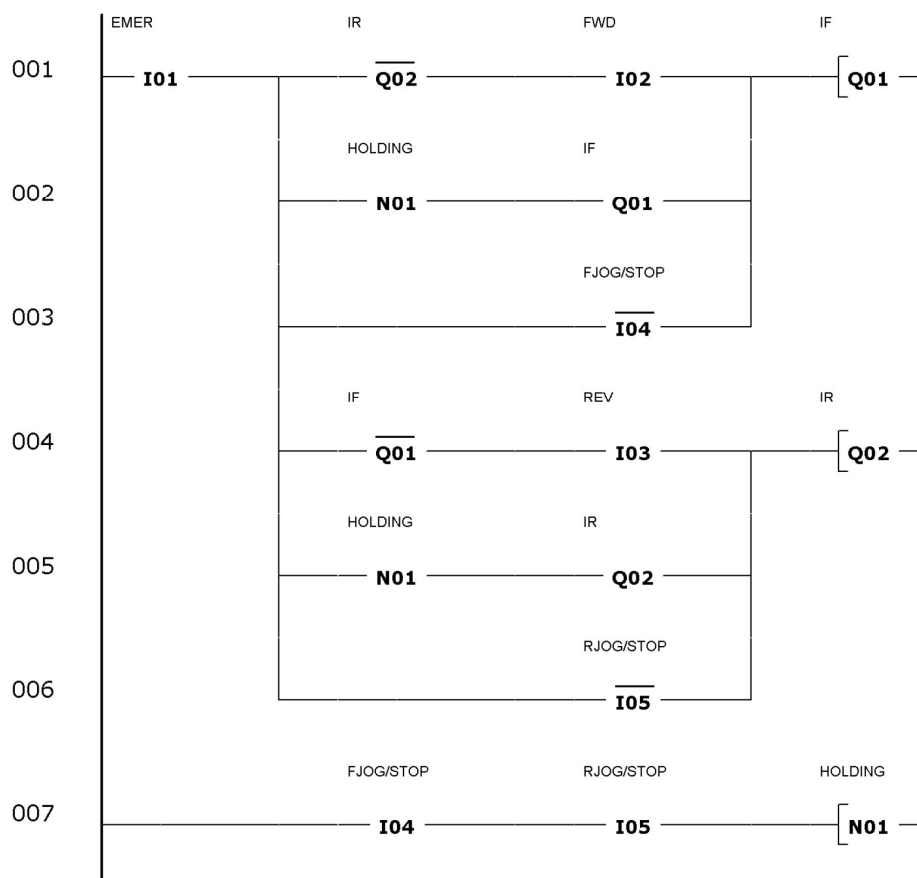 EMER IR FWD IF
001 I01 Q02 I02 Q01
HOLDING IF
002 N01 Q01
FJOG/STOP
003 I04
IF REV IR
004 Q01 I03 Q02
HOLDING IR
005 N01 Q02
RJOG/STOP
006 I05
FJOG/STOP RJOG/STOP HOLDING
007 I04 I05 N01